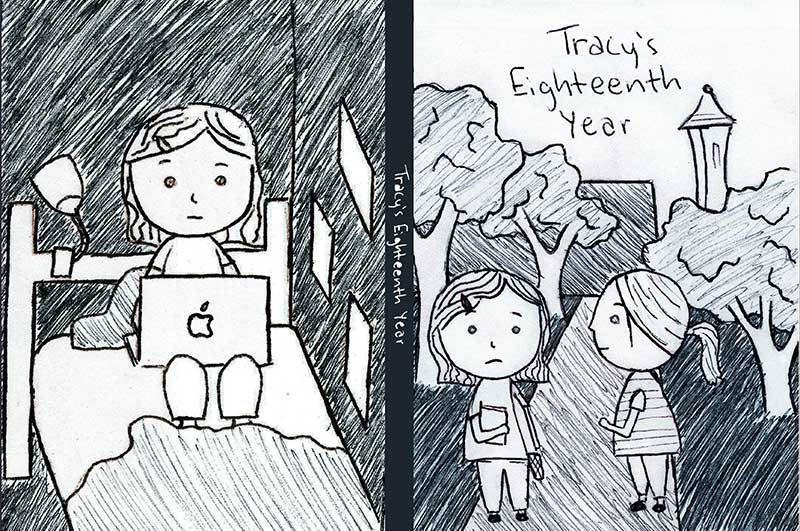 Tracy's
Eighteenth
Year
Tracy's Eighteenth Year